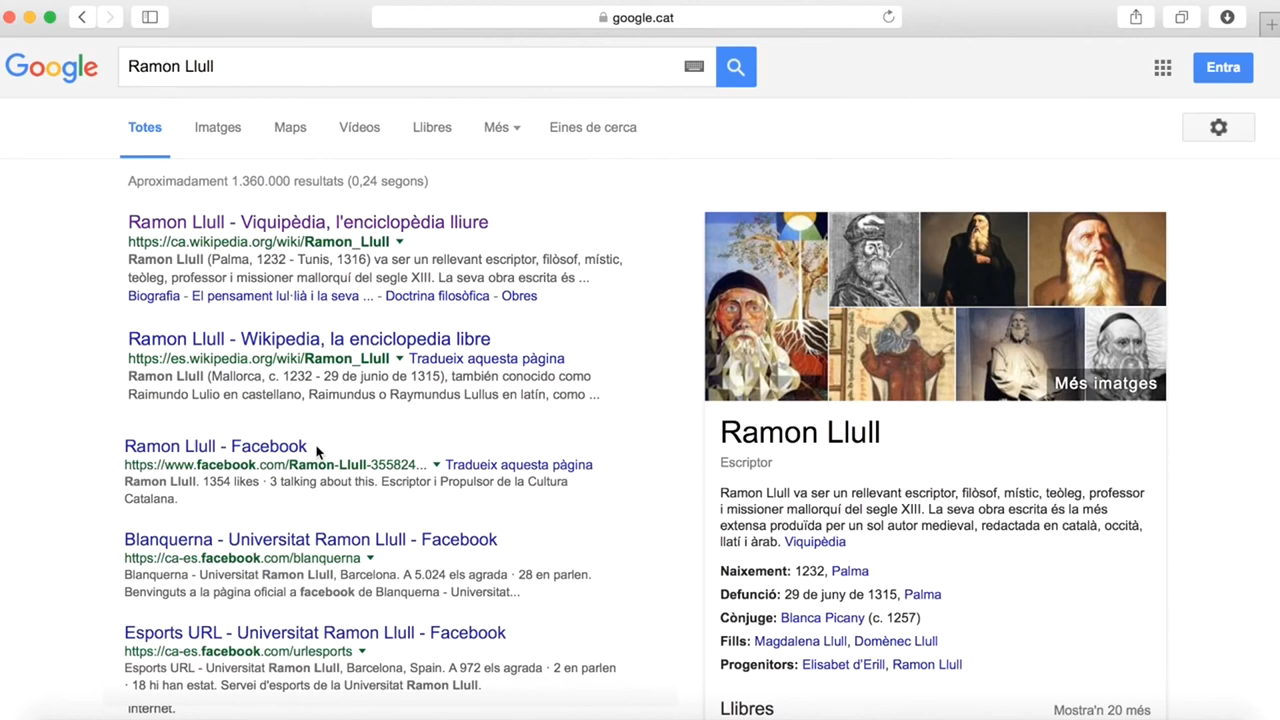 google.cat
Google
Ramon Llull
Entra
Totes Imatges Maps Vídeos Llibres Més Eines de cerca
Aproximadament 1.360.000 resultats (0,24 segons)
Ramon Llull - Viquipèdia, l'enciclopèdia lliure
https://ca.wikipedia.org/wiki/Ramon_Llull
Ramon Llull (Palma, 1232 - Tunis, 1316) va ser un rellevant escriptor, filòsof, místic,
teòleg, professor i missioner mallorquí del segle XIII. La seva obra escrita és ...
Biografia - El pensament lul·lià i la seva ... - Doctrina filosòfica - Obres
Ramon Llull - Wikipedia, la enciclopedia libre
https://es.wikipedia.org/wiki/Ramon_Llull Tradueix aquesta pàgina
Ramon Llull (Mallorca, c. 1232 - 29 de junio de 1315), también conocido como
Raimundo Lulio en castellano, Raimundus o Raymundus Lullus en latín, como ...
Ramon Llull - Facebook
https://www.facebook.com/Ramon-Llull-355824... Tradueix aquesta pàgina
Ramon Llull. 1354 likes · 3 talking about this. Escriptor i Propulsor de la Cultura
Catalana.
Blanquerna - Universitat Ramon Llull - Facebook
https://ca-es.facebook.com/blanquerna
Blanquerna - Universitat Ramon Llull, Barcelona. A 5.024 els agrada · 28 en parlen.
Benvinguts a la pàgina oficial a facebook de Blanquerna - Universitat...
Esports URL - Universitat Ramon Llull - Facebook
https://ca-es.facebook.com/urlesports
Esports URL - Universitat Ramon Llull, Barcelona, Spain. A 972 els agrada · 2 en parlen
· 18 hi han estat. Servei d'esports de la Universitat Ramon Llull.
internet.
Més imatges
Ramon Llull
Escriptor
Ramon Llull va ser un rellevant escriptor, filòsof, místic, teòleg, professor
i missioner mallorquí del segle XIII. La seva obra escrita és la més
extensa produïda per un sol autor medieval, redactada en català, occità,
llatí i àrab. Viquipèdia
Naixement: 1232, Palma
Defunció: 29 de juny de 1315, Palma
Cònjuge: Blanca Picany (c. 1257)
Fills: Magdalena Llull, Domènec Llull
Progenitors: Elisabet d'Erill, Ramon Llull
Llibres Mostra'n 20 més